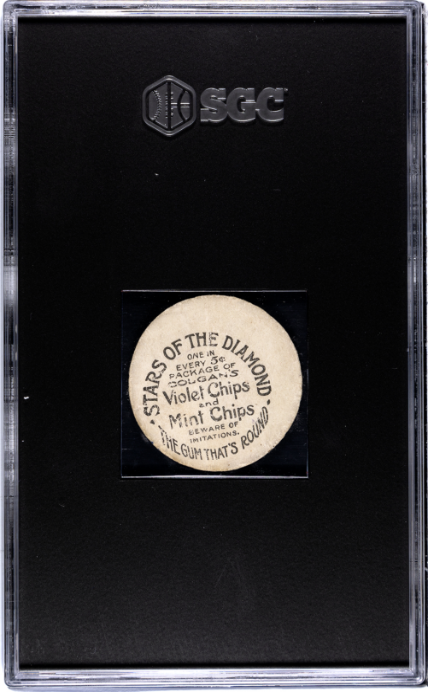 SGC
STARS OF THE DIAMOND
ONE IN
EVERY 5¢
PACKAGE OF
COLGAN'S
Violet Chips
and
Mint Chips
BEWARE OF
IMITATIONS.
THE GUM THAT'S ROUND